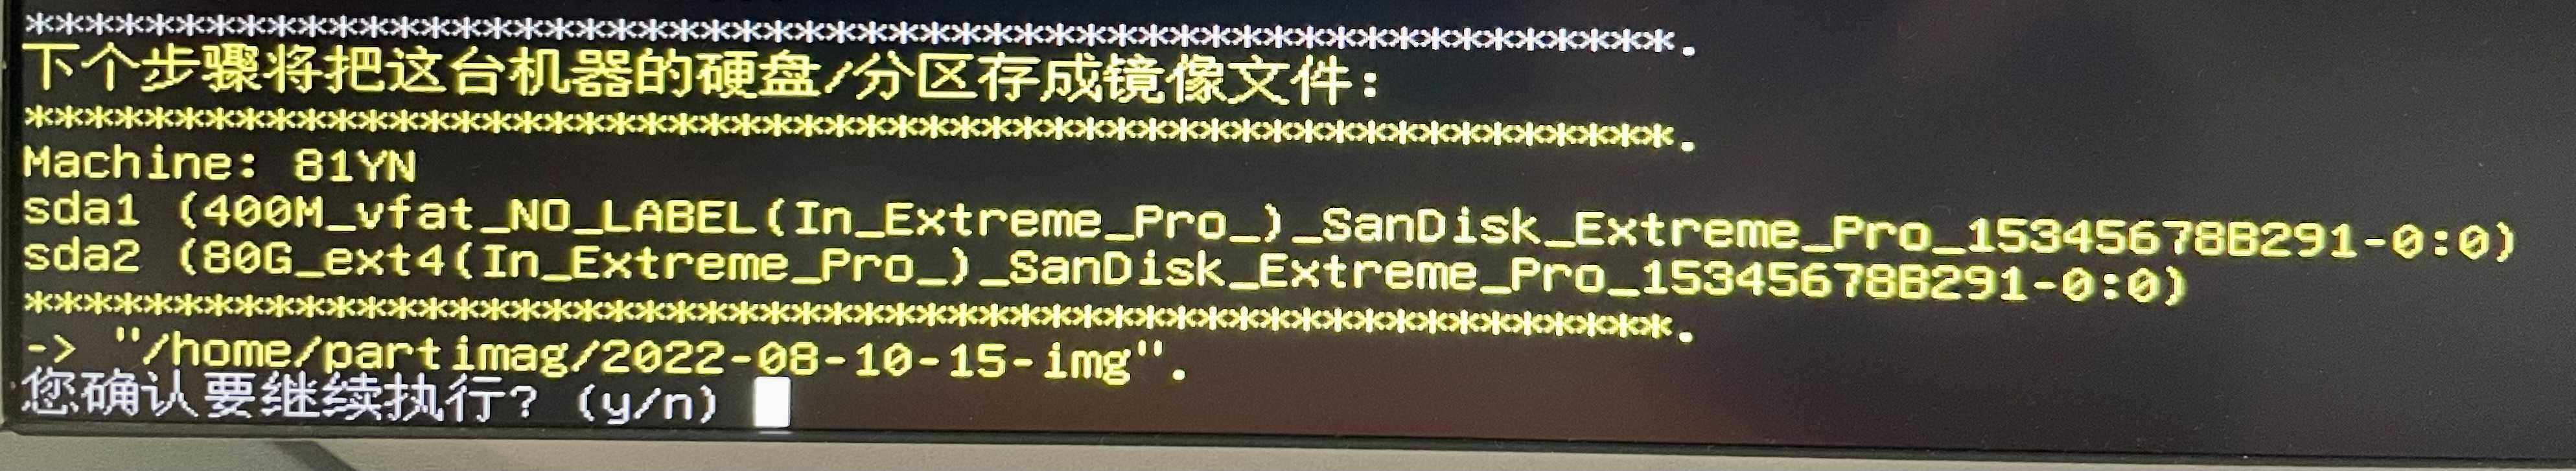 *******************************************************.
下个步骤将把这台机器的硬盘/分区存成镜像文件:
*******************************************************.
Machine: 81YN
sda1 (400M_vfat_NO_LABEL(In_Extreme_Pro_)_SanDisk_Extreme_Pro_15345678B291-0:0)
sda2 (80G_ext4(In_Extreme_Pro_)_SanDisk_Extreme_Pro_15345678B291-0:0)
*******************************************************.
-> "/home/partimag/2022-08-10-15-img".
您确认要继续执行? (y/n)